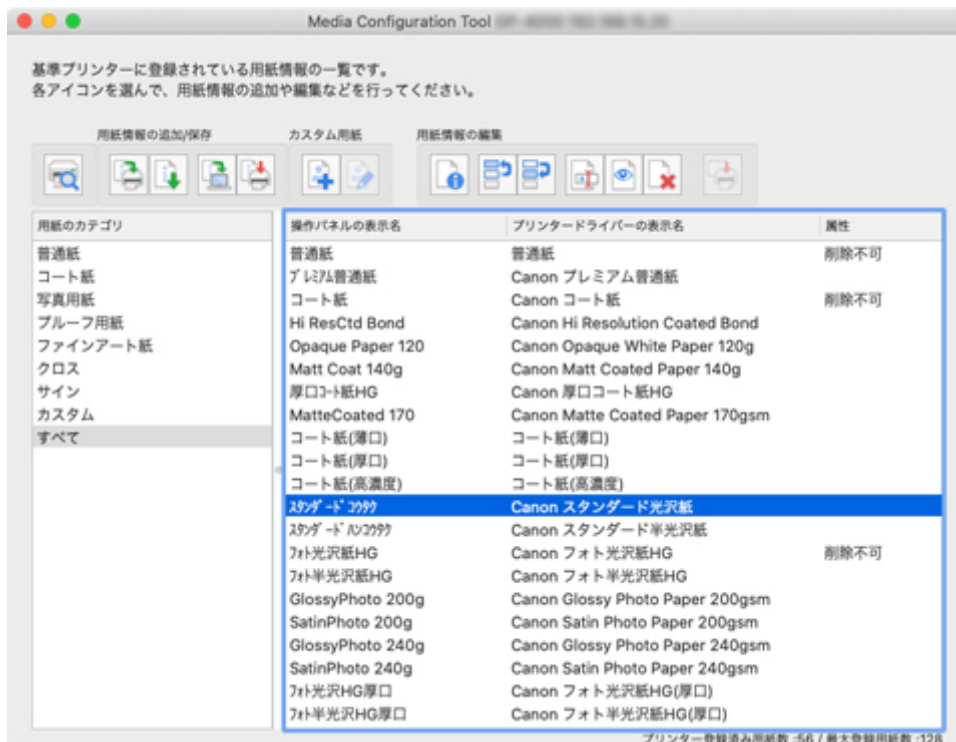 Media Configuration Tool
基準プリンターに登録されている用紙情報の一覧です。
各アイコンを選んで、用紙情報の追加や編集などを行ってください。
用紙情報の追加/保存 カスタム用紙 用紙情報の編集
用紙のカテゴリ
普通紙
コート紙
写真用紙
プルーフ用紙
ファインアート紙
クロス
サイン
カスタム
すべて
操作パネルの表示名 プリンタードライバーの表示名 属性
普通紙 普通紙 削除不可
プレミアム普通紙 Canon プレミアム普通紙
コート紙 Canon コート紙 削除不可
Hi ResCtd Bond Canon Hi Resolution Coated Bond
Opaque Paper 120 Canon Opaque White Paper 120g
Matt Coat 140g Canon Matt Coated Paper 140g
厚口ｺｰﾄ紙HG Canon 厚口コート紙HG
MatteCoated 170 Canon Matte Coated Paper 170gsm
コート紙(薄口) コート紙(薄口)
コート紙(厚口) コート紙(厚口)
コート紙(高濃度) コート紙(高濃度)
ｽﾀﾝﾀﾞｰﾄﾞｺｳﾀｸ Canon スタンダード光沢紙
ｽﾀﾝﾀﾞｰﾄﾞﾊﾝｺｳﾀｸ Canon スタンダード半光沢紙
ﾌｫﾄ光沢紙HG Canon フォト光沢紙HG 削除不可
ﾌｫﾄ半光沢紙HG Canon フォト半光沢紙HG
GlossyPhoto 200g Canon Glossy Photo Paper 200gsm
SatinPhoto 200g Canon Satin Photo Paper 200gsm
GlossyPhoto 240g Canon Glossy Photo Paper 240gsm
SatinPhoto 240g Canon Satin Photo Paper 240gsm
ﾌｫﾄ光沢HG厚口 Canon フォト光沢紙HG(厚口)
ﾌｫﾄ半光沢HG厚口 Canon フォト半光沢紙HG(厚口)
プリンター登録済み用紙数 :56 / 最大登録用紙数 :128